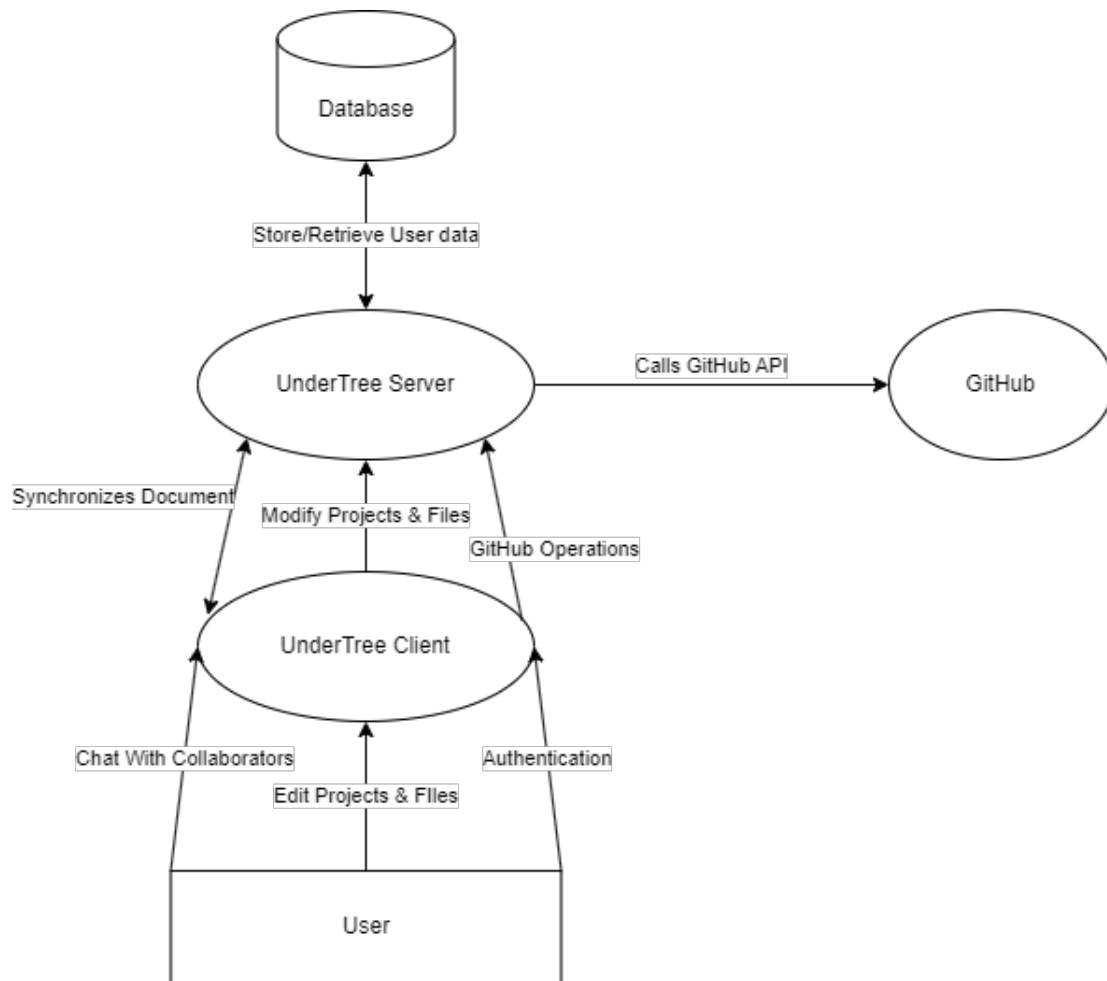 Database
Store/Retrieve User data
UnderTree Server
Calls GitHub API
GitHub
Synchronizes Document
Modify Projects & Files
GitHub Operations
UnderTree Client
Chat With Collaborators
Authentication
Edit Projects & FIles
User